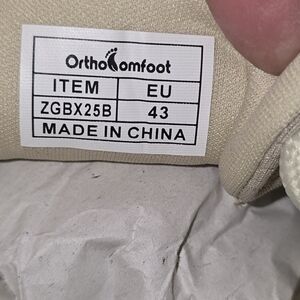 OrthoComfoot
ITEM EU
ZGBX25B 43
MADE IN CHINA